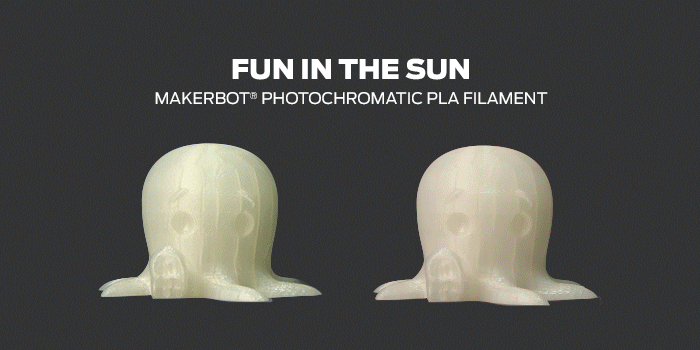 FUN IN THE SUN
MAKERBOT® PHOTOCHROMATIC PLA FILAMENT